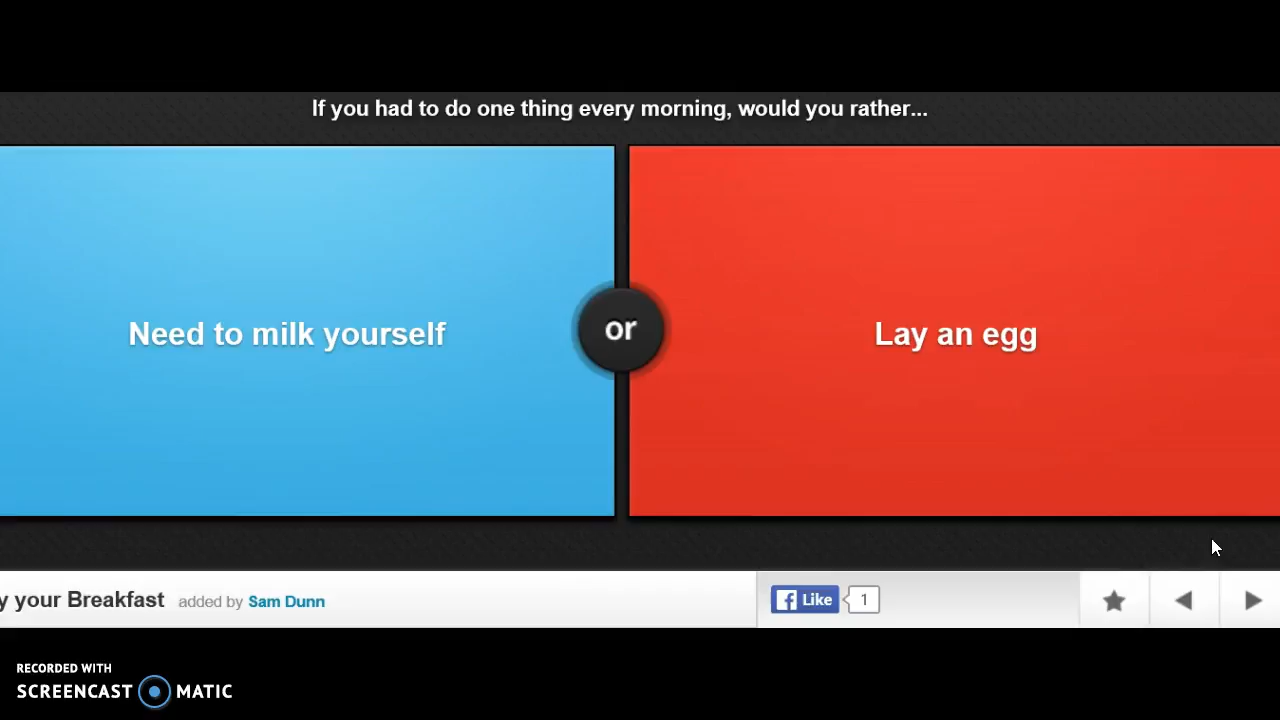 If you had to do one thing every morning, would you rather...
Need to milk yourself
or
Lay an egg
y your Breakfast added by Sam Dunn
Like 1
RECORDED WITH
SCREENCAST MATIC